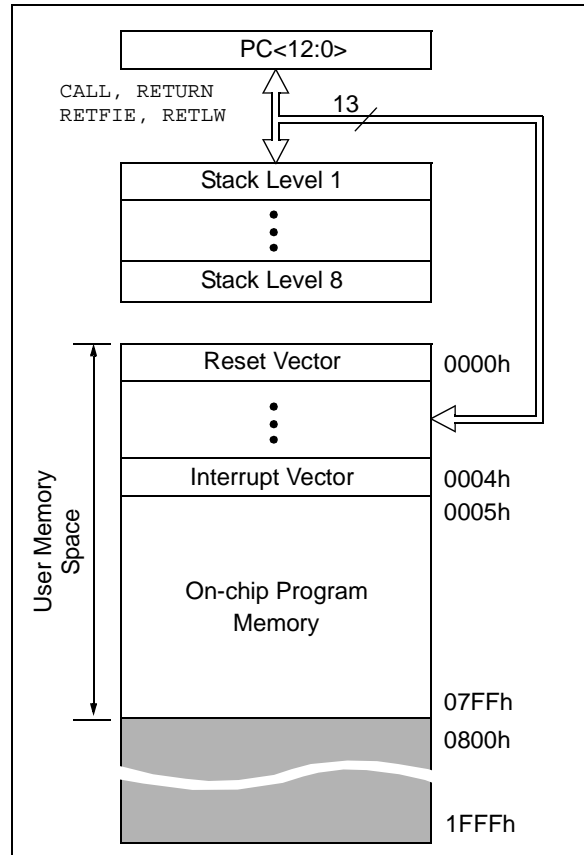 PC<12:0>
CALL, RETURN
RETFIE, RETLW
13
Stack Level 1
Stack Level 8
Reset Vector
0000h
Interrupt Vector
0004h
0005h
User Memory
Space
On-chip Program
Memory
07FFh
0800h
1FFFh